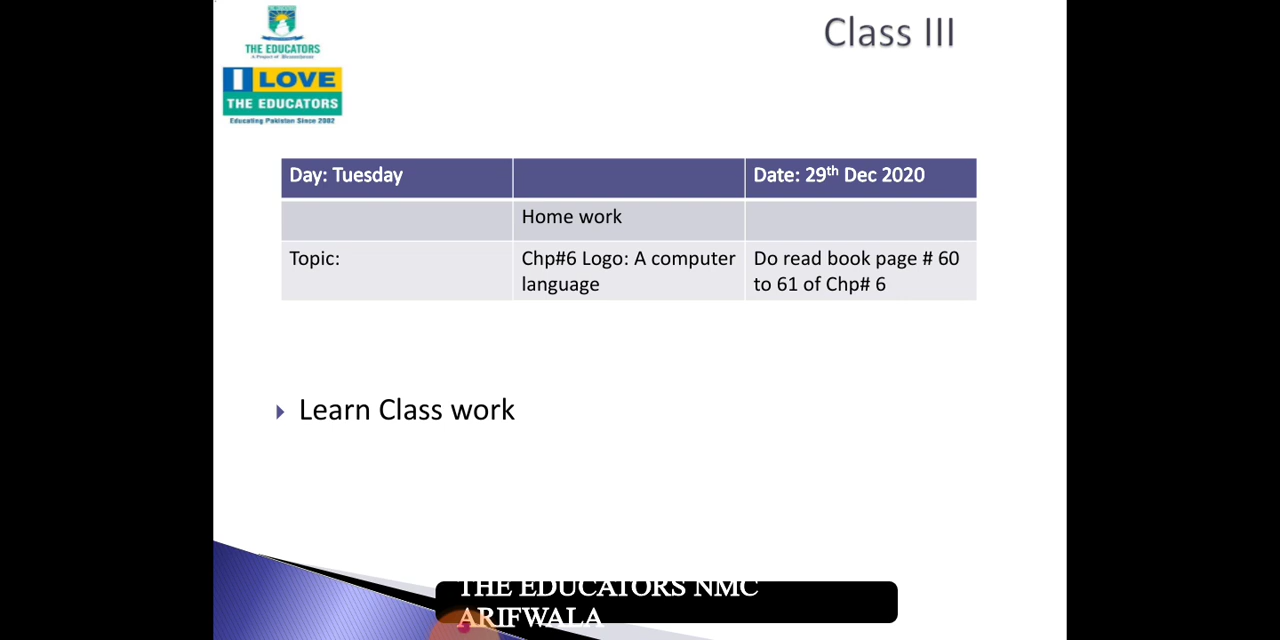 THE EDUCATORS
I LOVE
THE EDUCATORS
Educating Pakistan Since 2002
Class III
Day: Tuesday
Date: 29th Dec 2020
Home work
Topic:
Chp#6 Logo: A computer
language
Do read book page # 60
to 61 of Chp# 6
Learn Class work
THE EDUCATORS NMC
ARIFWALA